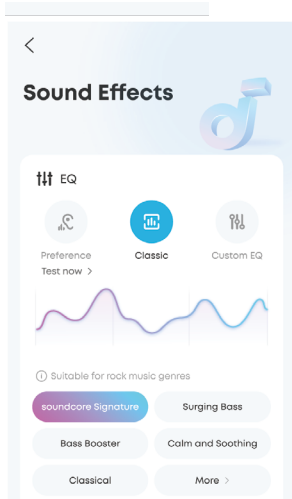 Sound Effects
EQ
Preference
Classic
Custom EQ
Test now >
Suitable for rock music genres
soundcore Signature
Surging Bass
Bass Booster
Calm and Soothing
Classical
More >